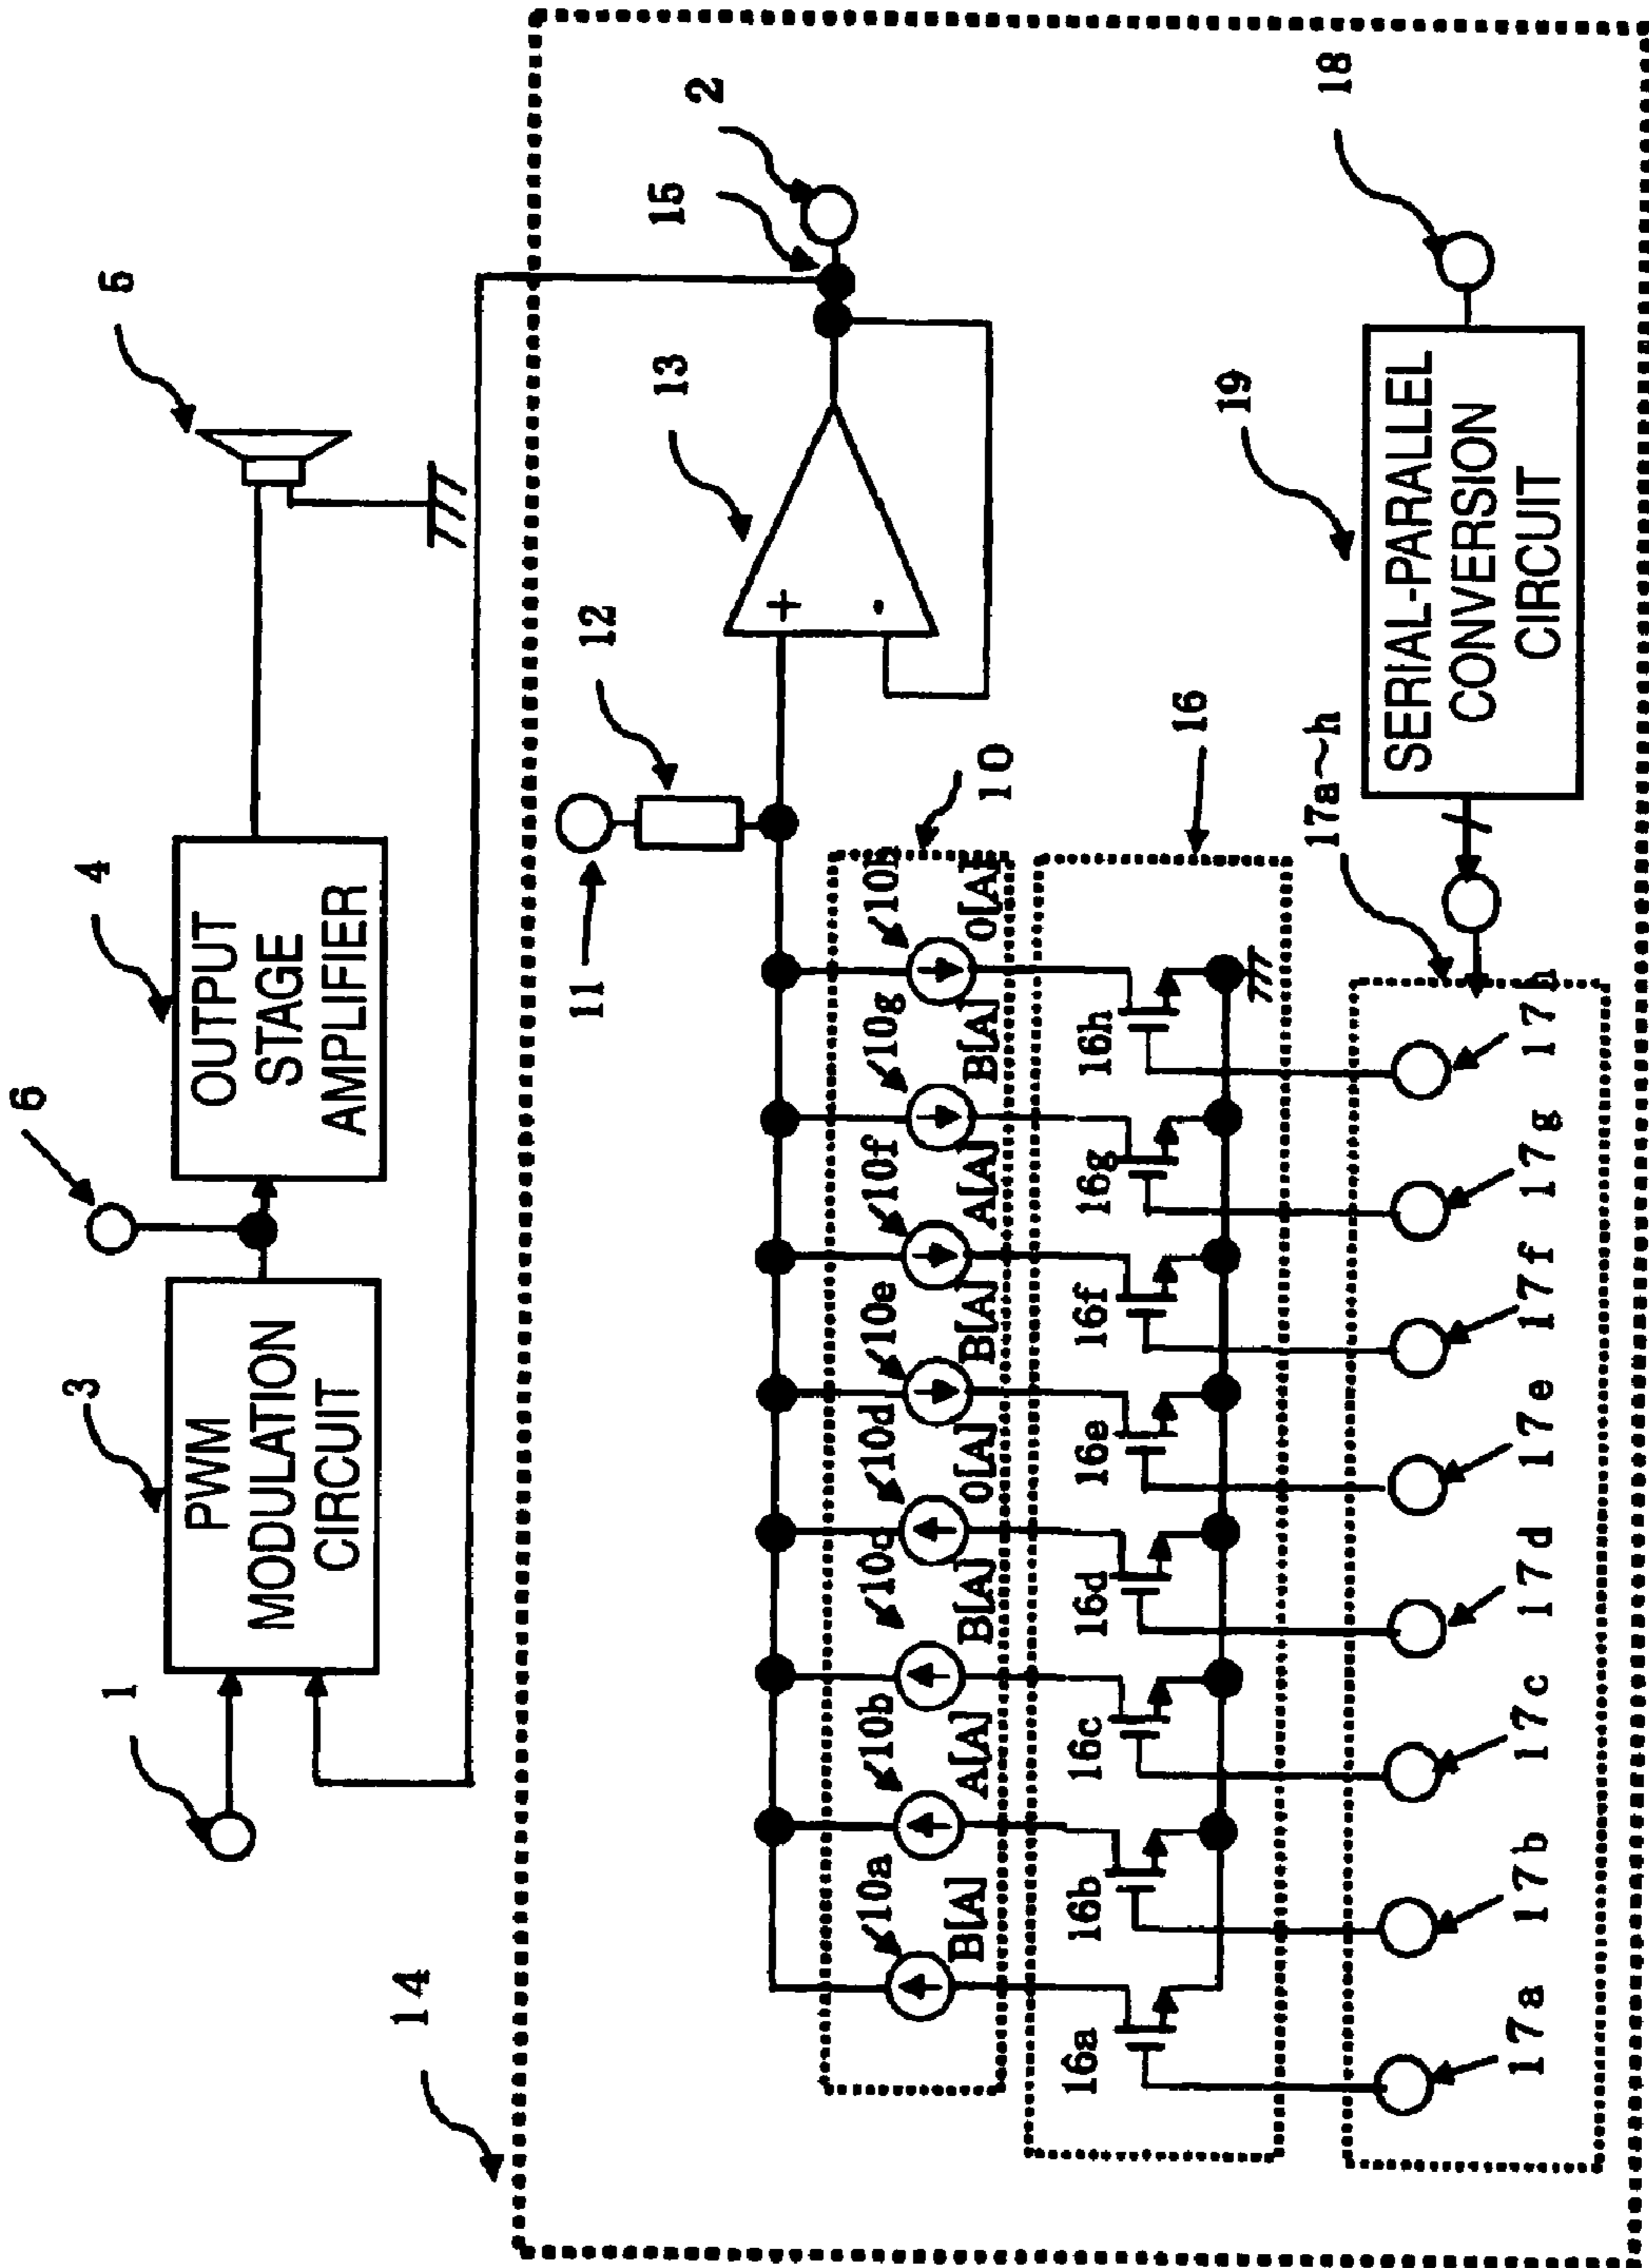 14
1
3
PWM
MODULATION
CIRCUIT
6
4
OUTPUT
STAGE
AMPLIFIER
5
11
12
13
+
-
15
2
10
10a
B[A]
10b
A[A]
10c
B[A]
10d
0[A]
10e
B[A]
10f
A[A]
10g
B[A]
10h
0[A]
16
16a
16b
16c
16d
16e
16f
16g
16h
17a~h
17a
17b
17c
17d
17e
17f
17g
17h
19
SERIAL-PARALLEL
CONVERSION
CIRCUIT
18